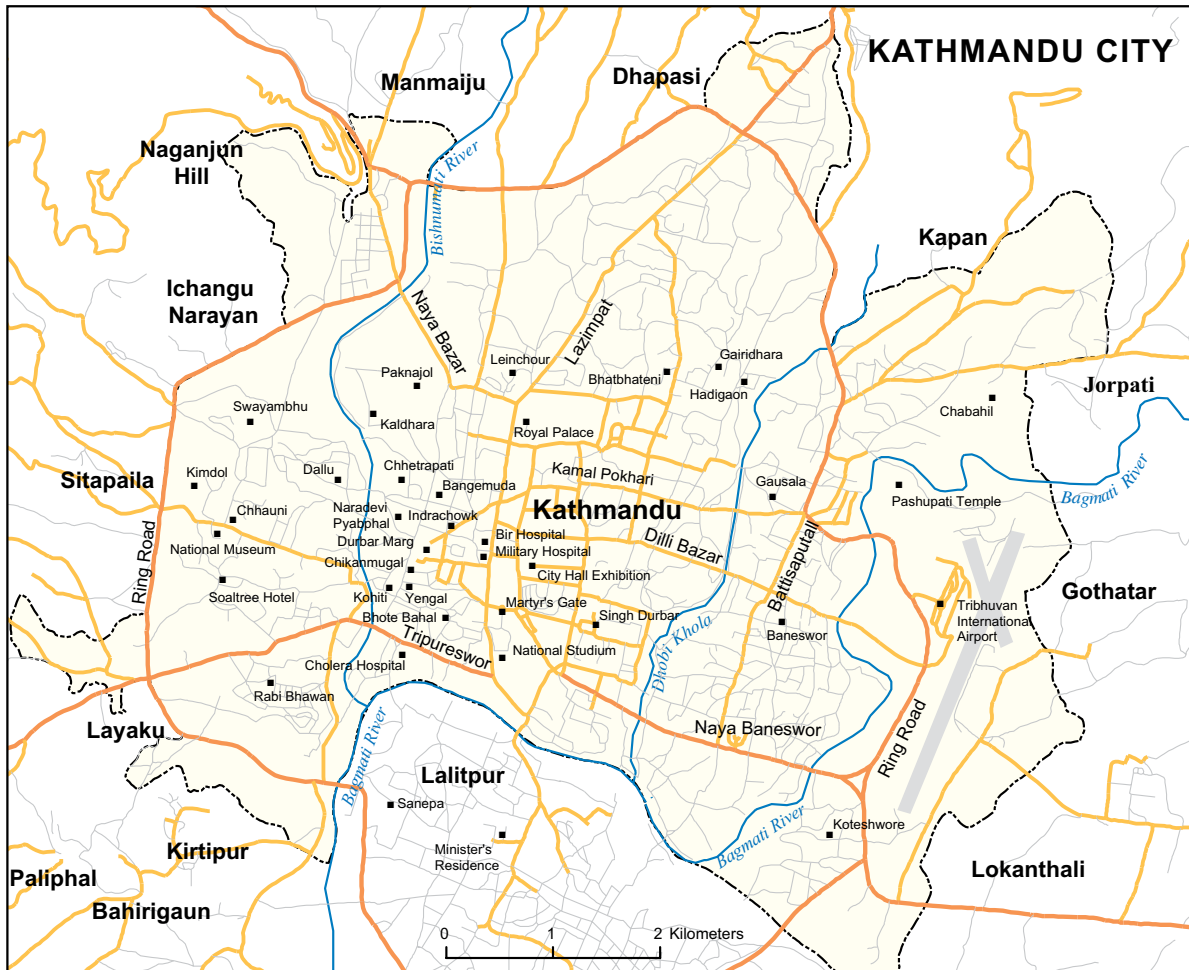 KATHMANDU CITY
Manmaiju
Dhapasi
Naganjun
Hill
Bishnumati River
Kapan
Ichangu
Narayan
Naya Bazar
Lazimpat
Leinchour
Gairidhara
Paknajol
Bhatbhateni
Hadigaon
Jorpati
Chabahil
Swayambhu
Kaldhara
Royal Palace
Sitapaila
Kimdol
Dallu
Chhetrapati
Bangemuda
Kamal Pokhari
Gausala
Pashupati Temple
Bagmati River
Chhauni
Naradevi
Pyabphal
Indrachowk
Kathmandu
National Museum
Durbar Marg
Bir Hospital
Military Hospital
Dilli Bazar
Battisaputall
Ring Road
Chikanmugal
City Hall Exhibition
Soaltree Hotel
Kohiti
Yengal
Gothatar
Bhote Bahal
Martyr's Gate
Singh Durbar
Baneswor
Tribhuvan
International
Airport
Tripureswor
Cholera Hospital
National Studium
Dhobi Khola
Rabi Bhawan
Layaku
Naya Baneswor
Ring Road
Bagmati River
Lalitpur
Sanepa
Koteshwore
Bagmati River
Minister's
Residence
Kirtipur
Paliphal
Lokanthali
Bahirigaun
0 1 2 Kilometers